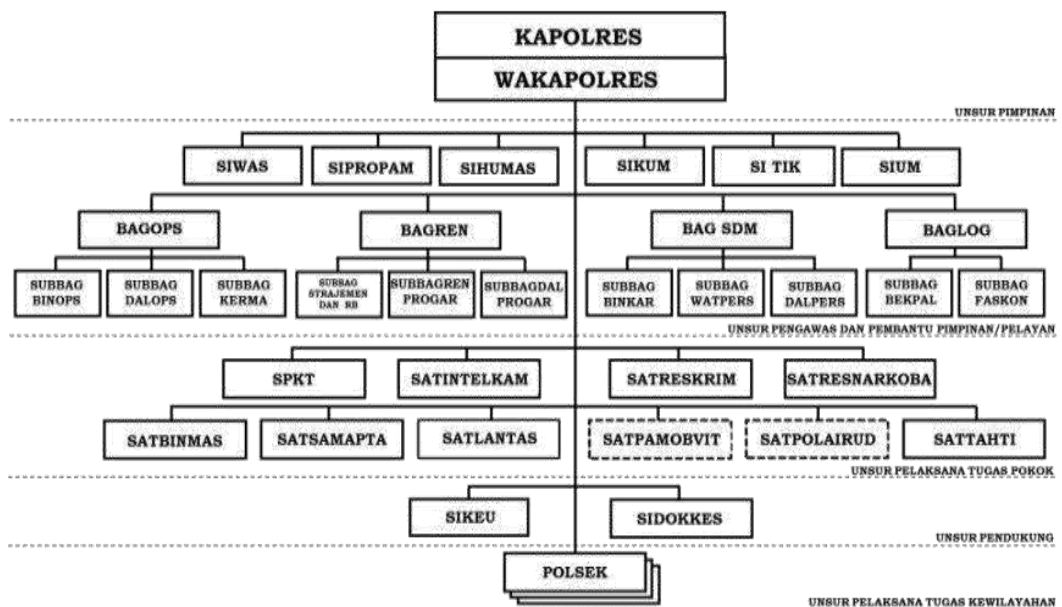 KAPOLRES
WAKAPOLRES
UNSUR PIMPINAN
SIWAS
SIPROPAM
SIHUMAS
SIKUM
SI TIK
SIUM
BAGOPS
BAGREN
BAG SDM
BAGLOG
SUBBAG
BINOPS
SUBBAG
DALOPS
SUBBAG
KERMA
SUBBAG
STRAJEMEN
DAN RB
SUBBAGREN
PROGAR
SUBBAGDAL
PROGAR
SUBBAG
BINKAR
SUBBAG
WATPERS
SUBBAG
DALPERS
SUBBAG
BEKPAL
SUBBAG
FASKON
UNSUR PENGAWAS DAN PEMBANTU PIMPINAN/PELAYAN
SPKT
SATINTELKAM
SATRESKRIM
SATRESNARKOBA
SATBINMAS
SATSAMAPTA
SATLANTAS
SATPAMOBVIT
SATPOLAIRUD
SATTAHTI
UNSUR PELAKSANA TUGAS POKOK
SIKEU
SIDOKKES
UNSUR PENDUKUNG
POLSEK
UNSUR PELAKSANA TUGAS KEWILAYAHAN